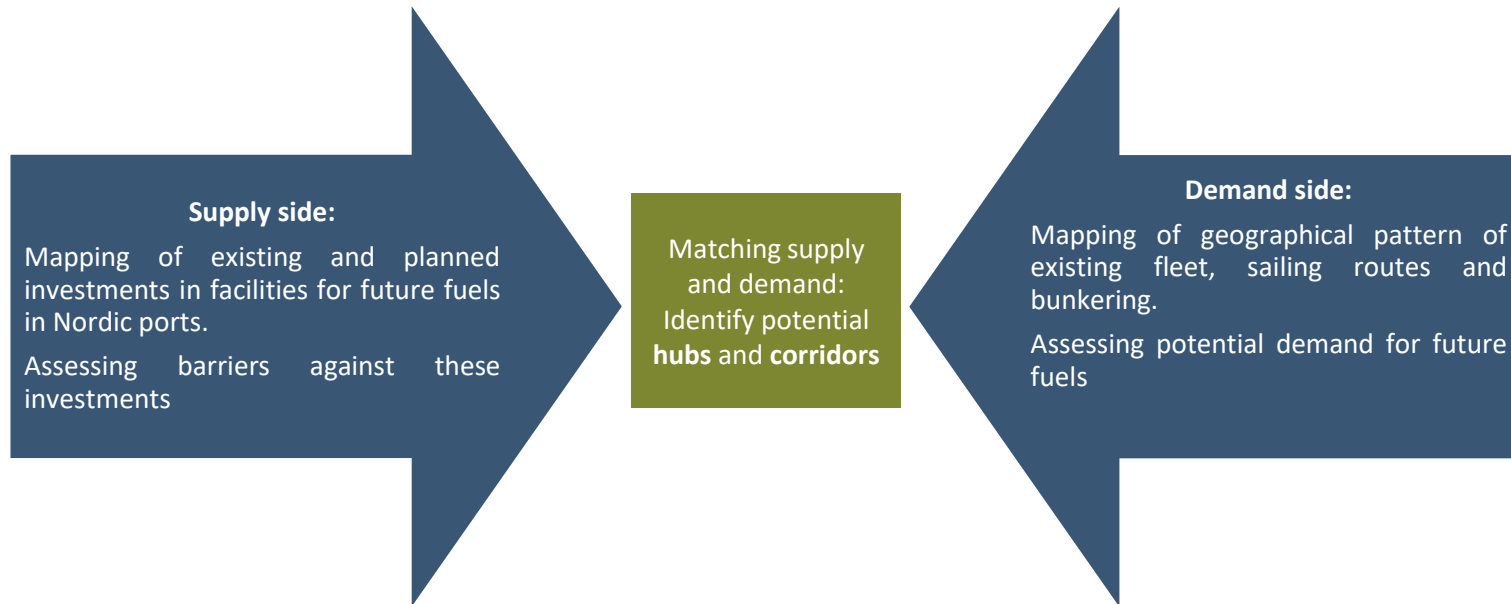 Supply side:
Mapping of existing and planned
investments in facilities for future fuels
in Nordic ports.
Assessing barriers against these
investments
Matching supply
and demand:
Identify potential
hubs and corridors
Demand side:
Mapping of geographical pattern of
existing fleet, sailing routes and
bunkering.
Assessing potential demand for future
fuels